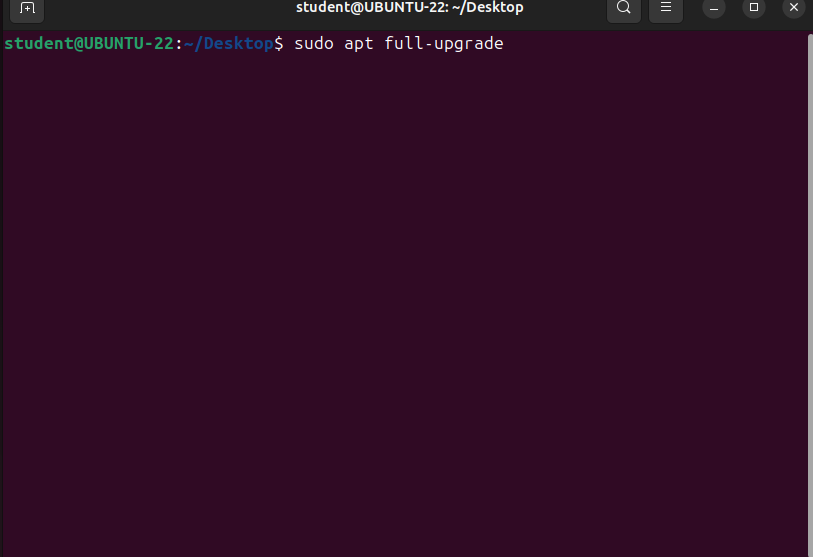 student@UBUNTU-22: ~/Desktop
student@UBUNTU-22:~/Desktop$ sudo apt full-upgrade